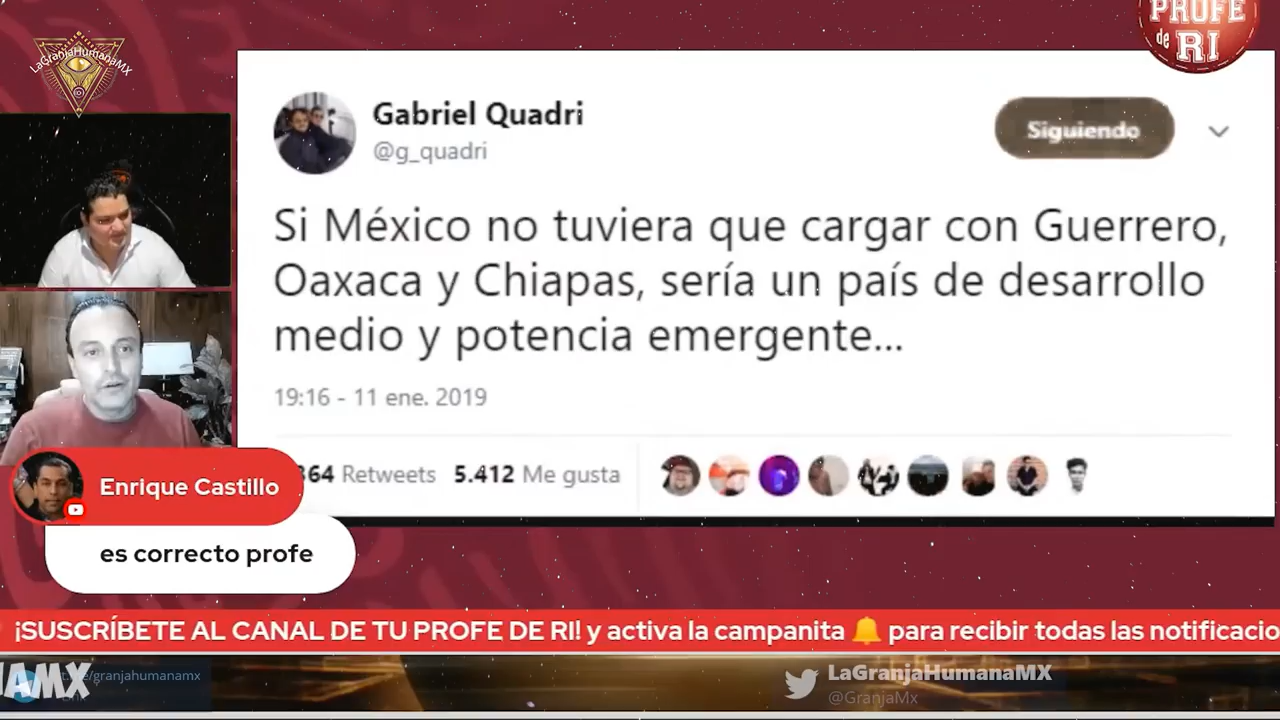 LaGranjaHumanaMX
PROFE
de RI
Gabriel Quadri
@g_quadri
Siguiendo
Si México no tuviera que cargar con Guerrero,
Oaxaca y Chiapas, sería un país de desarrollo
medio y potencia emergente...
19:16 - 11 ene. 2019
364 Retweets 5.412 Me gusta
Enrique Castillo
es correcto profe
¡SUSCRÍBETE AL CANAL DE TU PROFE DE RI! y activa la campanita 🔔 para recibir todas las notificacio
AMX
/granjahumanamx
LaGranjaHumanaMX
@GranjaMx